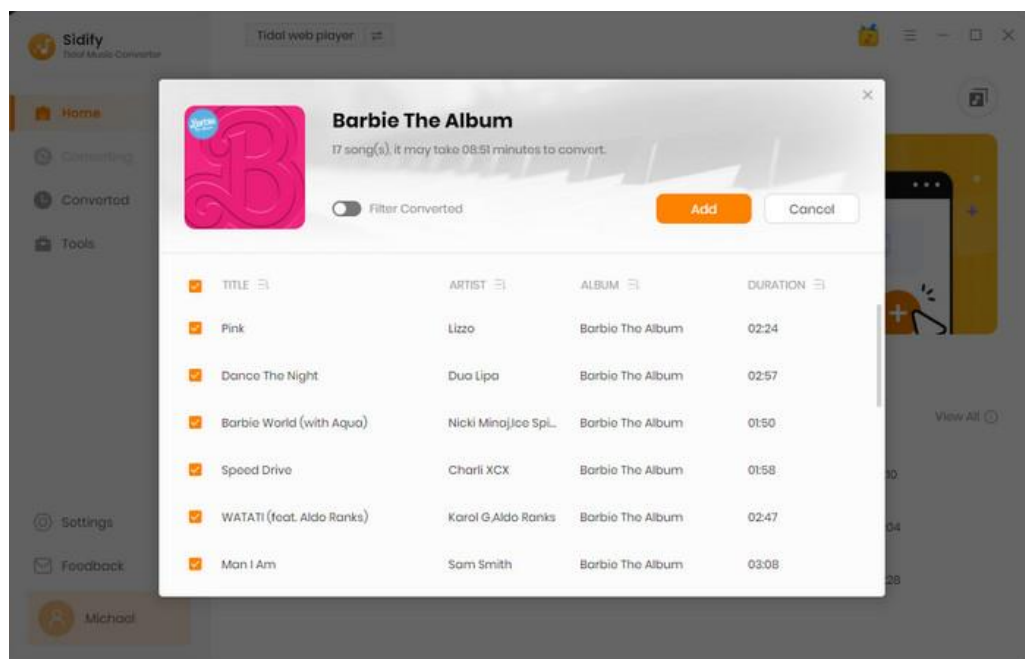 Sidify
Tidal Music Converter
Tidal web player
Home
Converting
Converted
Tools
Settings
Feedback
Michael
Barbie The Album
17 song(s), it may take 08:51 minutes to convert.
Filter Converted
Add
Cancel
TITLE ARTIST ALBUM DURATION
Pink Lizzo Barbie The Album 02:24
Dance The Night Dua Lipa Barbie The Album 02:57
Barbie World (with Aqua) Nicki Minaj,Ice Spi... Barbie The Album 01:50
Speed Drive Charli XCX Barbie The Album 01:58
WATATI (feat. Aldo Ranks) Karol G,Aldo Ranks Barbie The Album 02:47
Man I Am Sam Smith Barbie The Album 03:08
View All
:04
:28